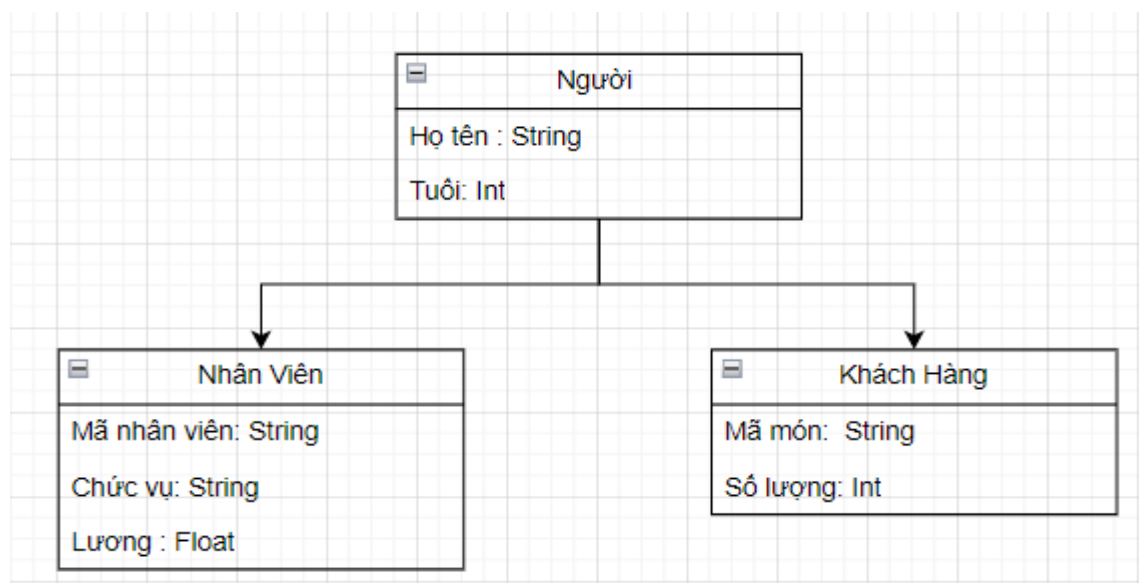 Người
Họ tên : String
Tuổi: Int
Nhân Viên
Mã nhân viên: String
Chức vụ: String
Lương : Float
Khách Hàng
Mã món:  String
Số lượng: Int